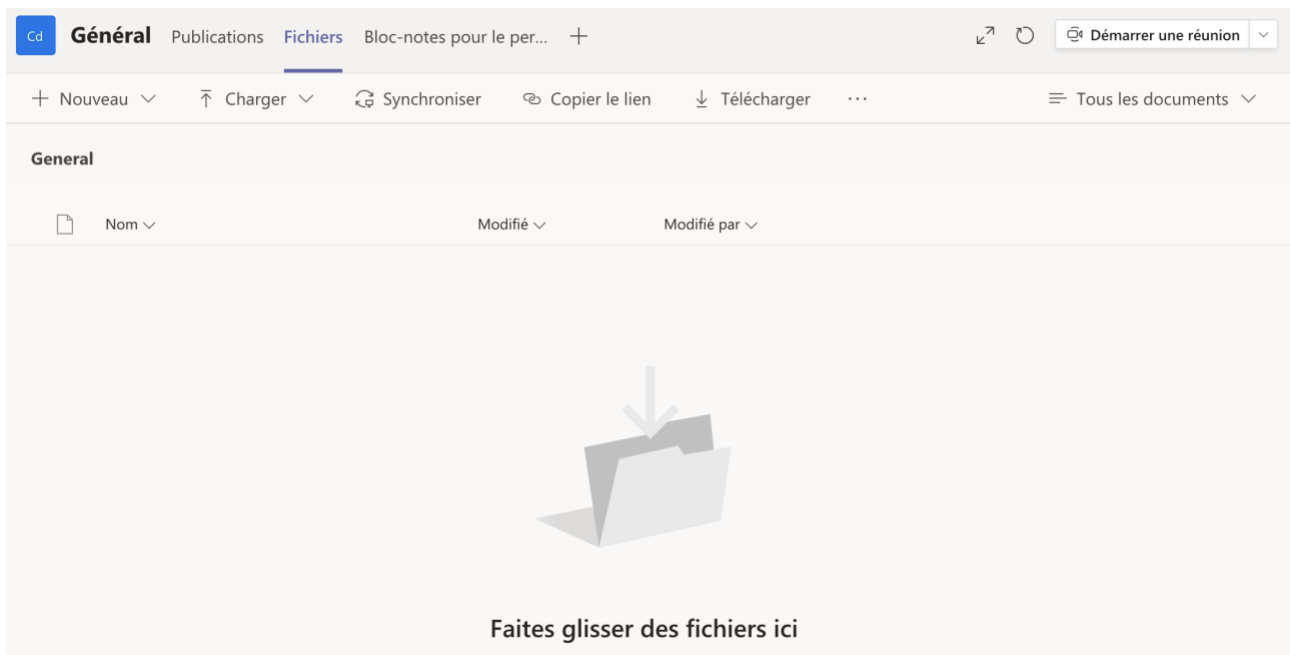 Cd Général Publications Fichiers Bloc-notes pour le per... Démarrer une réunion
Nouveau Charger Synchroniser Copier le lien Télécharger ... Tous les documents
General
Nom Modifié Modifié par
Faites glisser des fichiers ici